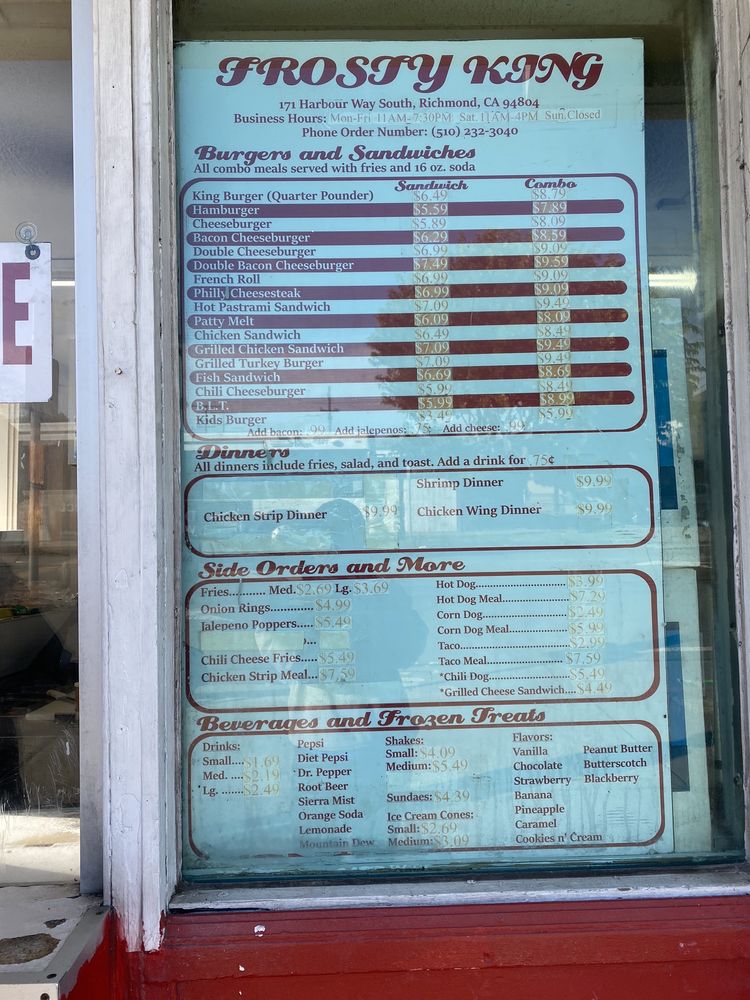 FROSTY KING
171 Harbour Way South, Richmond, CA 94804
Business Hours: Mon-Fri 11AM-7:30PM Sat. 11AM-4PM Sun.Closed
Phone Order Number: (510) 232-3040
Burgers and Sandwiches
All combo meals served with fries and 16 oz. soda
Sandwich Combo
King Burger (Quarter Pounder) $6.49 $8.79
Hamburger $5.59 $7.89
Cheeseburger $5.89 $8.09
Bacon Cheeseburger $6.29 $8.59
Double Cheeseburger $6.99 $9.09
Double Bacon Cheeseburger $7.49 $9.59
French Roll $6.99 $9.09
Philly Cheesesteak $6.99 $9.09
Hot Pastrami Sandwich $7.09 $9.49
Patty Melt $6.09 $8.09
Chicken Sandwich $6.49 $8.49
Grilled Chicken Sandwich $7.09 $9.49
Grilled Turkey Burger $7.09 $9.49
Fish Sandwich $6.69 $8.69
Chili Cheeseburger $5.99 $8.49
B.L.T. $5.99 $8.99
Kids Burger $3.49 $5.99
Add bacon: .99 Add jalepenos: .75 Add cheese: .99
Dinners
All dinners include fries, salad, and toast. Add a drink for .75¢
Shrimp Dinner $9.99
Chicken Strip Dinner $9.99 Chicken Wing Dinner $9.99
Side Orders and More
Fries........... Med.$2.69 Lg.$3.69
Onion Rings............. $4.99
Jalepeno Poppers..... $5.49
Chili Cheese Fries..... $5.49
Chicken Strip Meal...$7.59
Hot Dog............................$3.99
Hot Dog Meal.......................$7.29
Corn Dog...........................$2.49
Corn Dog Meal......................$5.99
Taco...............................$2.99
Taco Meal.......................... $7.59
*Chili Dog.........................$5.49
*Grilled Cheese Sandwich....$4.49
Beverages and Frozen Treats
Drinks:
Small....$1.69
Med. ....$2.19
*Lg. .......$2.49
Pepsi
Diet Pepsi
*Dr. Pepper
Root Beer
Sierra Mist
Orange Soda
Lemonade
Mountain Dew
Shakes:
Small: $4.09
Medium: $5.49
Sundaes: $4.39
Ice Cream Cones:
Small: $2.69
Medium: $3.09
Flavors:
Vanilla
Chocolate
Strawberry
Banana
Pineapple
Caramel
Cookies n' Cream
Peanut Butter
Butterscotch
Blackberry
E